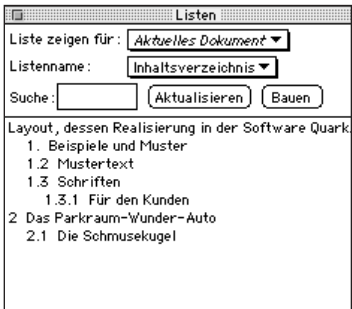 Listen
Liste zeigen für: Aktuelles Dokument
Listenname: Inhaltsverzeichnis
Suche: Aktualisieren Bauen
Layout, dessen Realisierung in der Software Quark
1. Beispiele und Muster
1.2 Mustertext
1.3 Schriften
1.3.1 Für den Kunden
2 Das Parkraum-Wunder-Auto
2.1 Die Schmusekugel